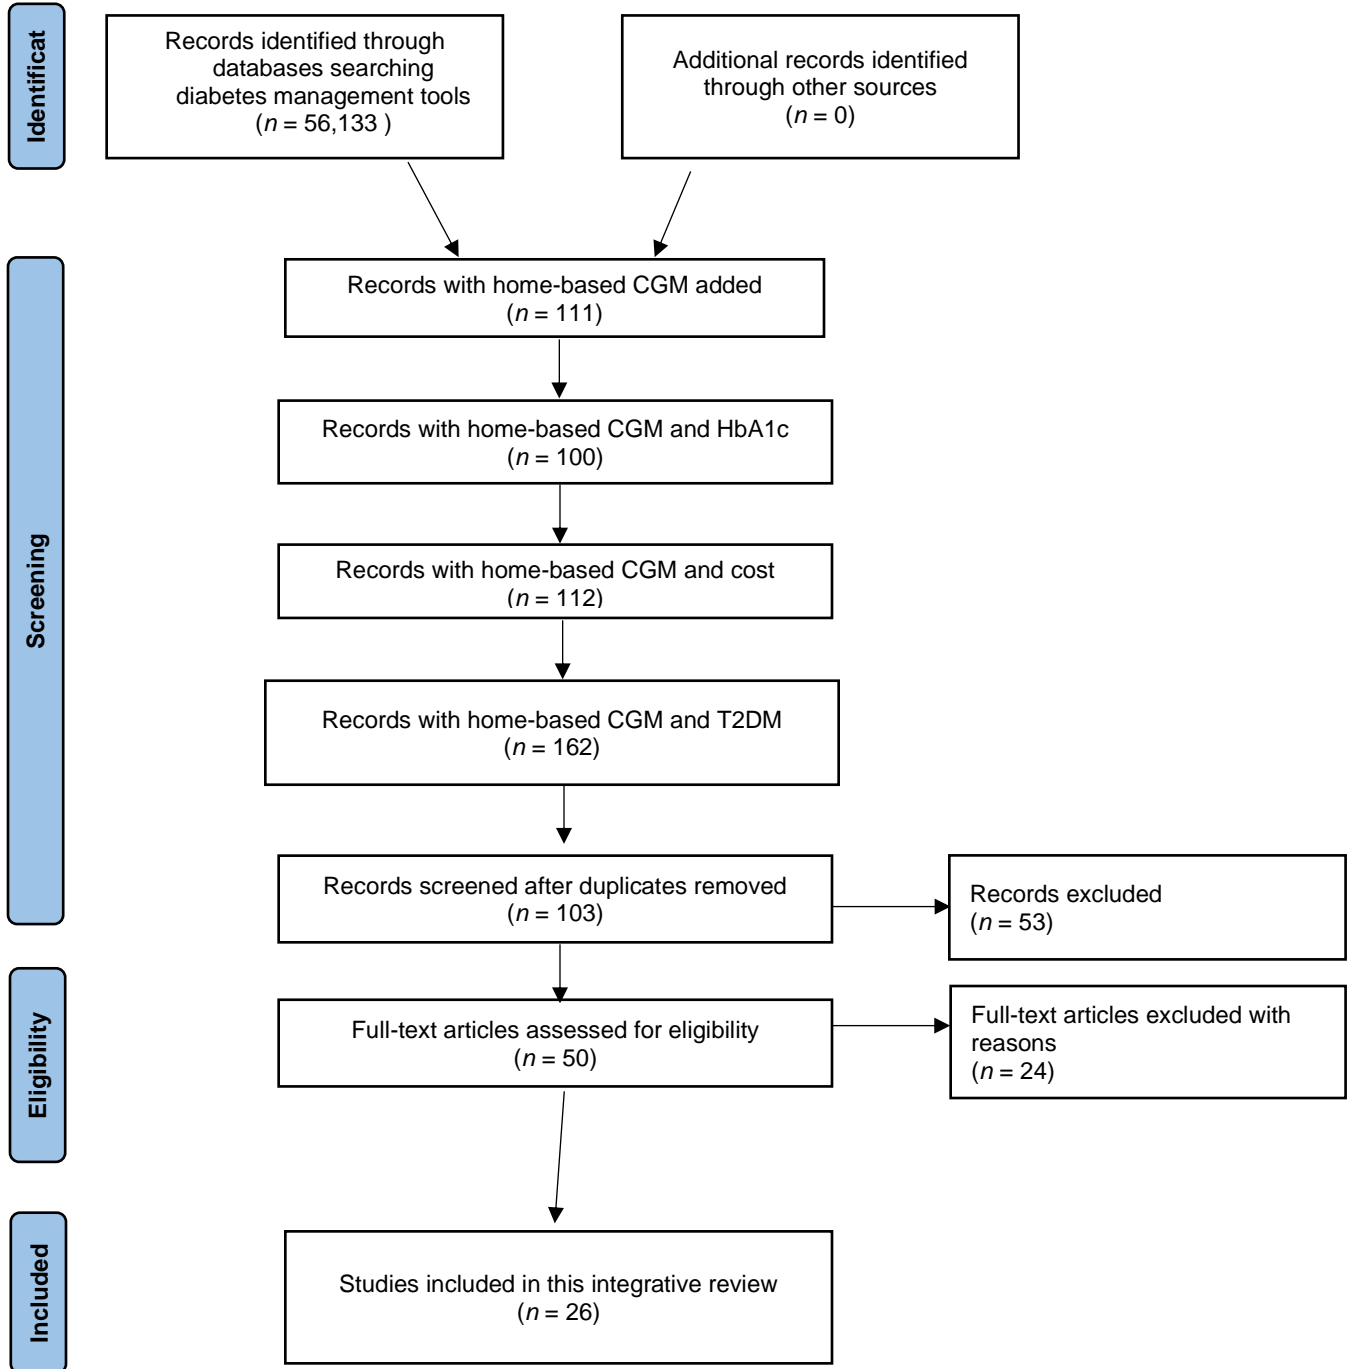 Identificat
Records identified through
databases searching
diabetes management tools
(n = 56,133 )
Additional records identified
through other sources
(n = 0)
Screening
Records with home-based CGM added
(n = 111)
Records with home-based CGM and HbA1c
(n = 100)
Records with home-based CGM and cost
(n = 112)
Records with home-based CGM and T2DM
(n = 162)
Records screened after duplicates removed
(n = 103)
Records excluded
(n = 53)
Eligibility
Full-text articles assessed for eligibility
(n = 50)
Full-text articles excluded with
reasons
(n = 24)
Included
Studies included in this integrative review
(n = 26)